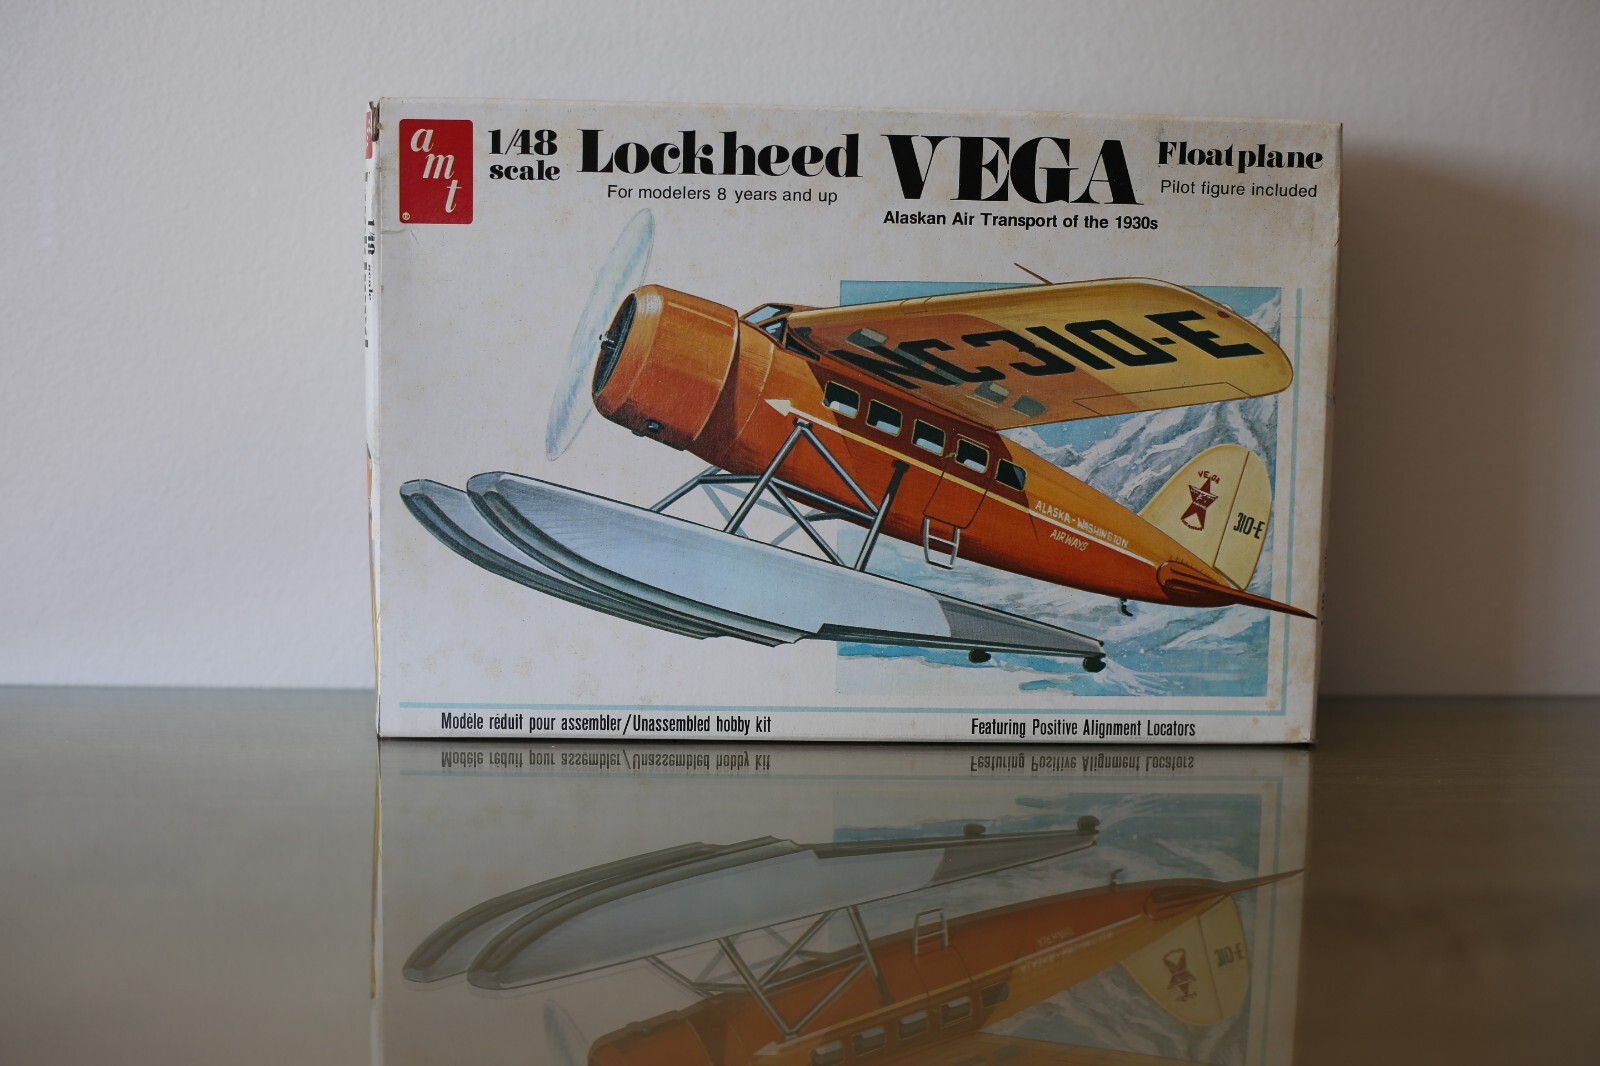 amt
1/48 scale
Lockheed VEGA Floatplane
For modelers 8 years and up
Pilot figure included
Alaskan Air Transport of the 1930s
NC310-E
VEGA
310-E
ALASKA-WASHINGTON
AIRWAYS
Modèle réduit pour assembler/Unassembled hobby kit
Featuring Positive Alignment Locators